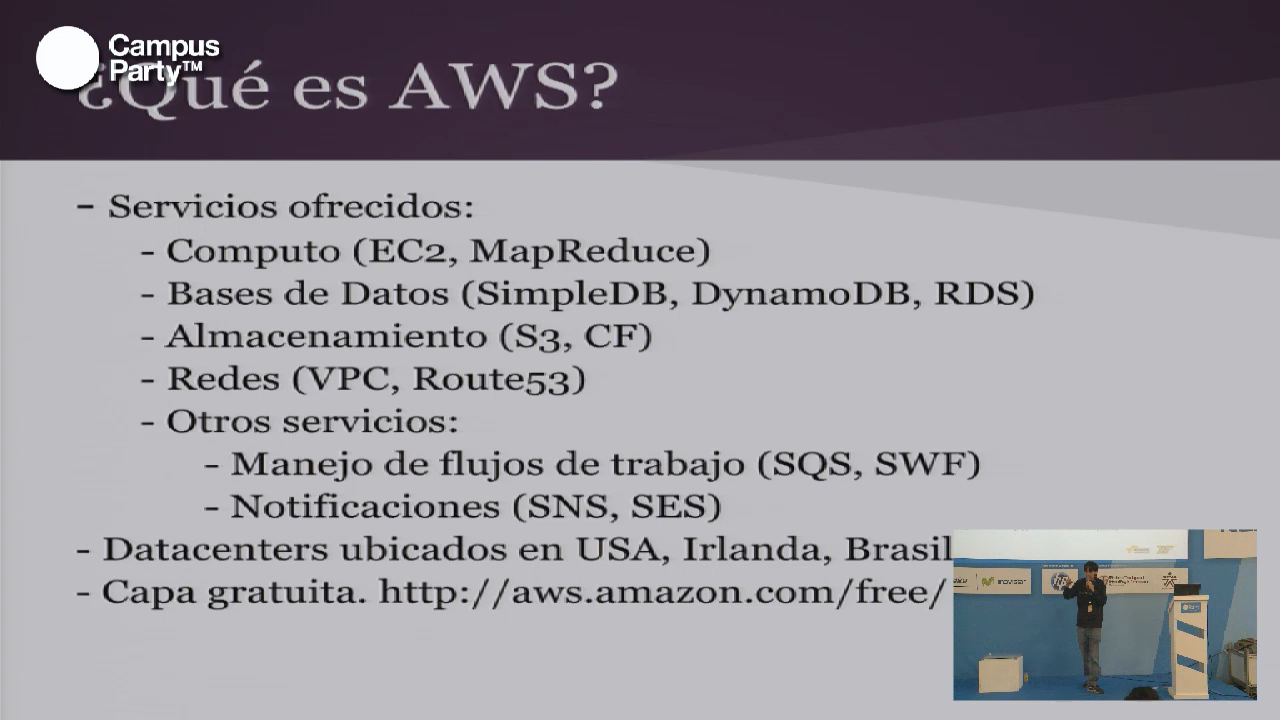 Campus
Party™
¿Qué es AWS?
- Servicios ofrecidos:
- Computo (EC2, MapReduce)
- Bases de Datos (SimpleDB, DynamoDB, RDS)
- Almacenamiento (S3, CF)
- Redes (VPC, Route53)
- Otros servicios:
- Manejo de flujos de trabajo (SQS, SWF)
- Notificaciones (SNS, SES)
- Datacenters ubicados en USA, Irlanda, Brasil
- Capa gratuita. http://aws.amazon.com/free/
movistar
hp